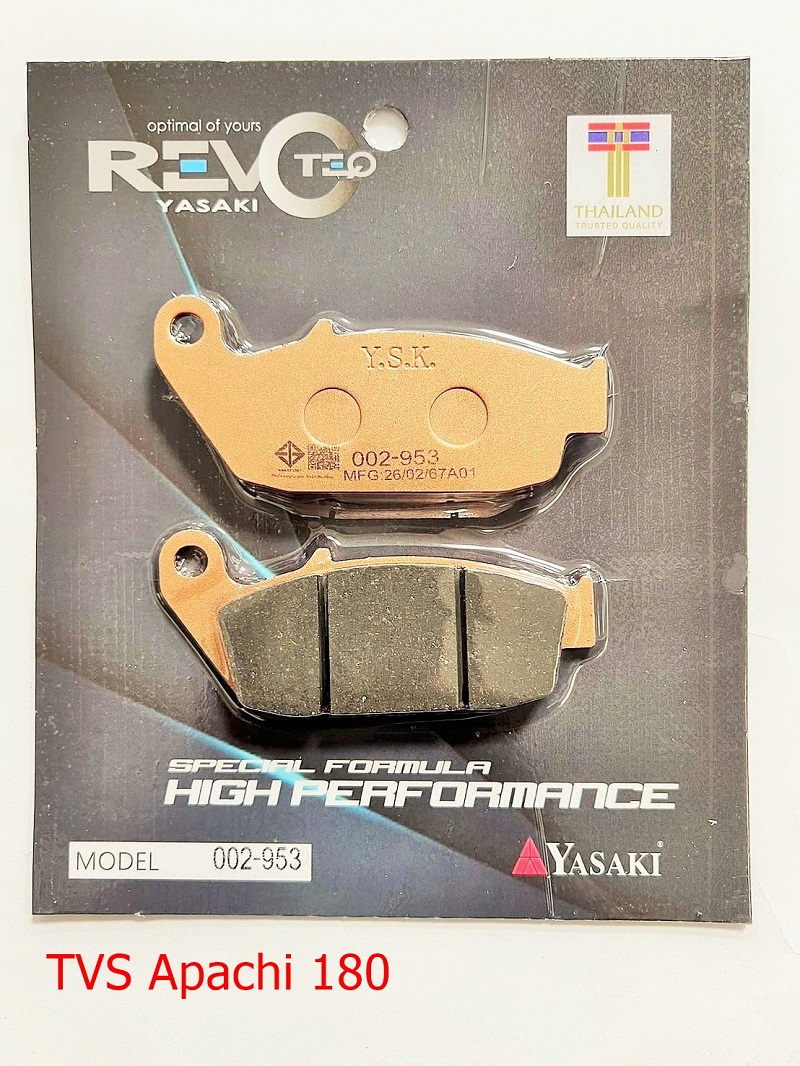 optimal of yours
REVO TEQ
YASAKI
THAILAND
TRUSTED QUALITY
Y.S.K.
002-953
MFG:26/02/67A01
SPECIAL FORMULA
HIGH PERFORMANCE
MODEL 002-953
YASAKI®
TVS Apachi 180